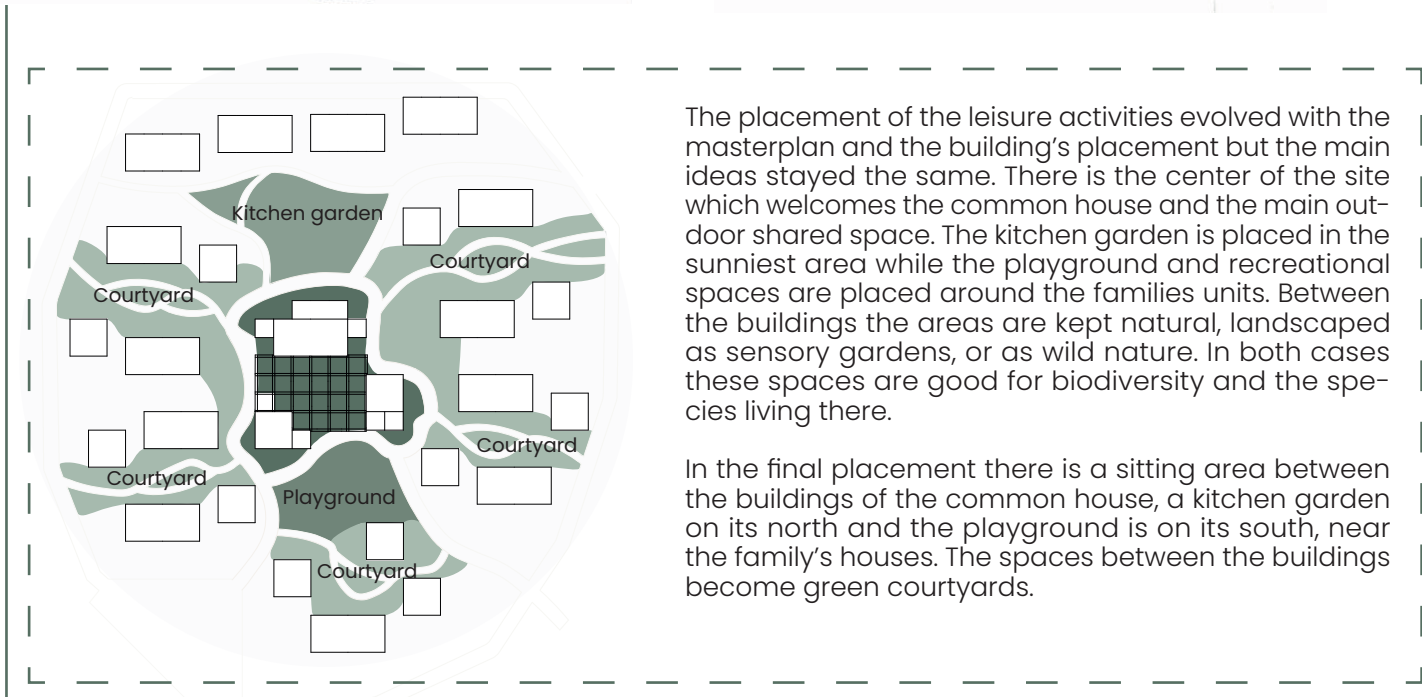 Kitchen garden
Courtyard
Courtyard
Courtyard
Courtyard
Playground
Courtyard
The placement of the leisure activities evolved with the
masterplan and the building’s placement but the main
ideas stayed the same. There is the center of the site
which welcomes the common house and the main out-
door shared space. The kitchen garden is placed in the
sunniest area while the playground and recreational
spaces are placed around the families units. Between
the buildings the areas are kept natural, landscaped
as sensory gardens, or as wild nature. In both cases
these spaces are good for biodiversity and the spe-
cies living there.
In the final placement there is a sitting area between
the buildings of the common house, a kitchen garden
on its north and the playground is on its south, near
the family’s houses. The spaces between the buildings
become green courtyards.